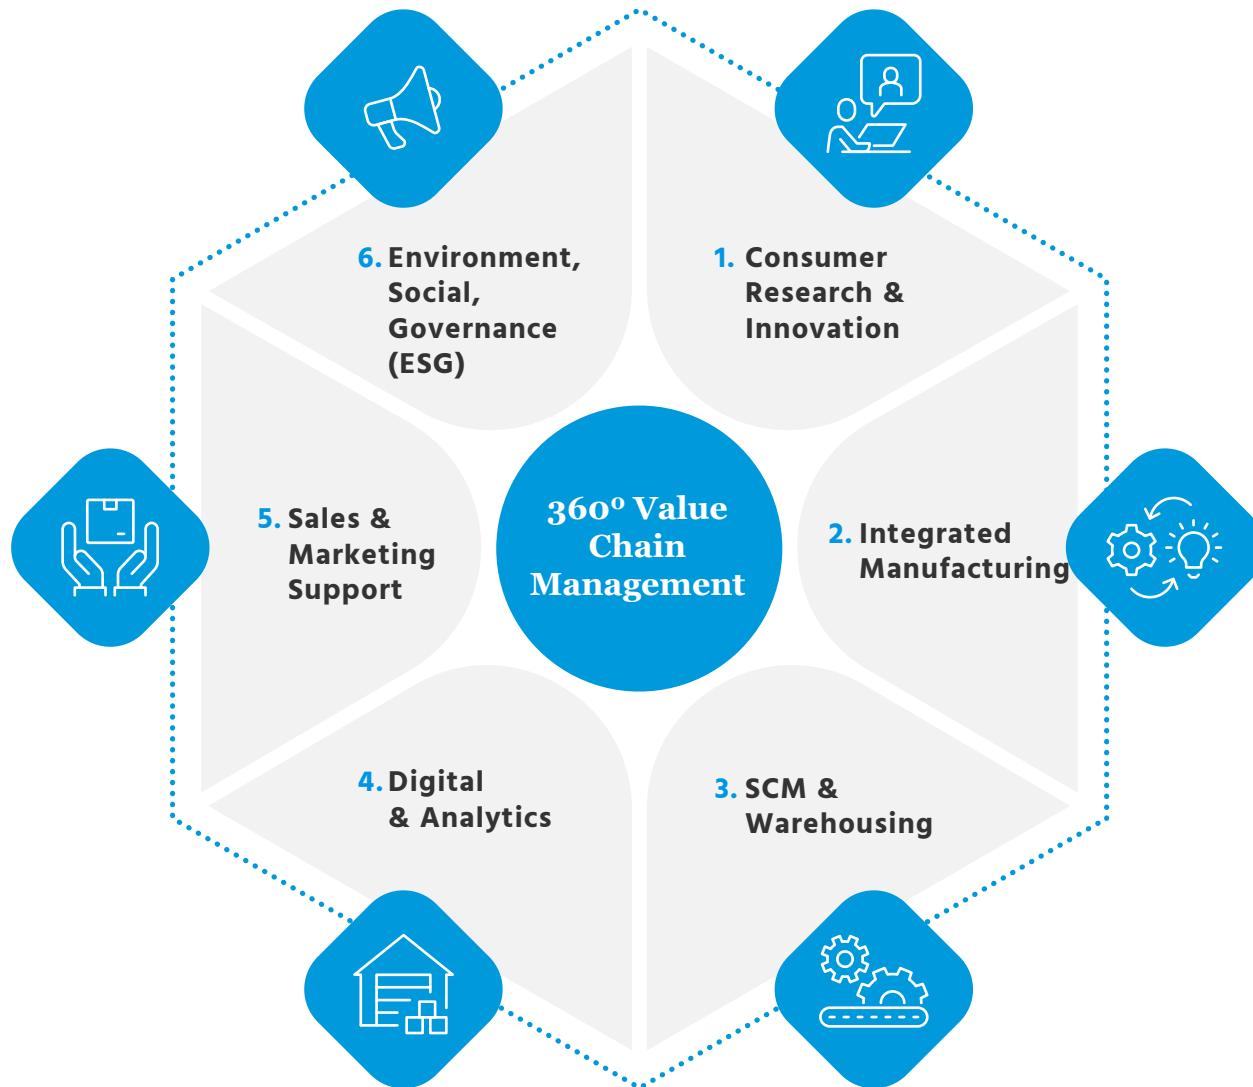 360º Value
Chain
Management
1. Consumer
Research &
Innovation
2. Integrated
Manufacturing
3. SCM &
Warehousing
4. Digital
& Analytics
5. Sales &
Marketing
Support
6. Environment,
Social,
Governance
(ESG)